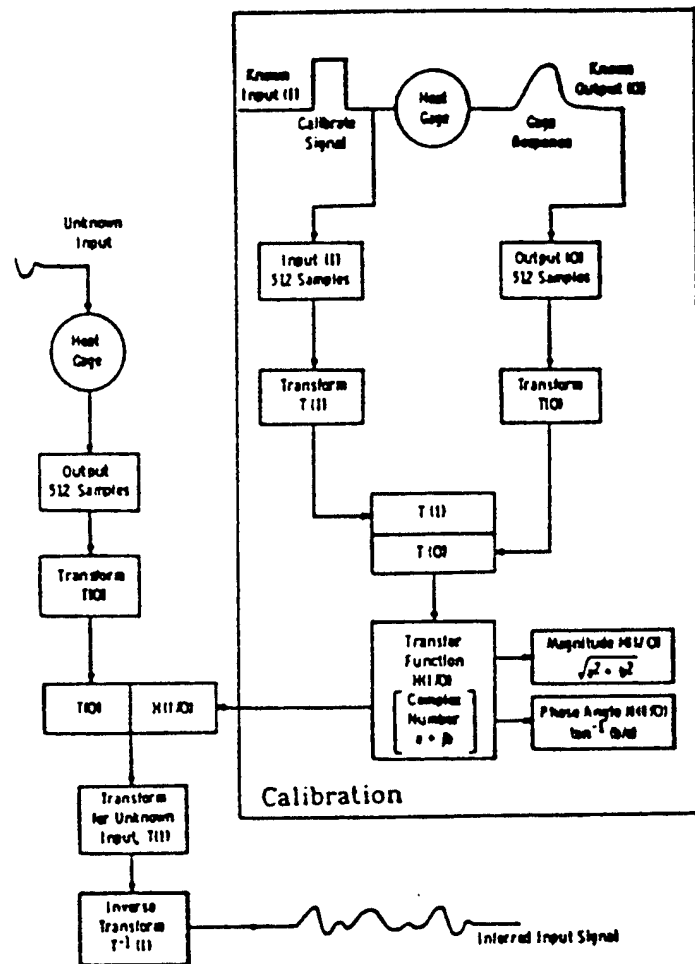 Known
Input (I)
Calibrate
Signal
Heat
Gage
Gage
Response
Known
Output (O)
Unknown
Input
Heat
Gage
Output
512 Samples
Transform
T(O)
Input (I)
512 Samples
Output (O)
512 Samples
Transform
T (I)
Transform
T(O)
T (I)
T (O)
Transfer
Function
H(I/O)
Complex
Number
a + jb
Magnitude H(I/O)
√a² + b²
Phase Angle H(I/O)
tan⁻¹ (b/a)
T(O) H(I/O)
Calibration
Transform
for Unknown
Input, T(I)
Inverse
Transform
T⁻¹ (I)
Inferred Input Signal